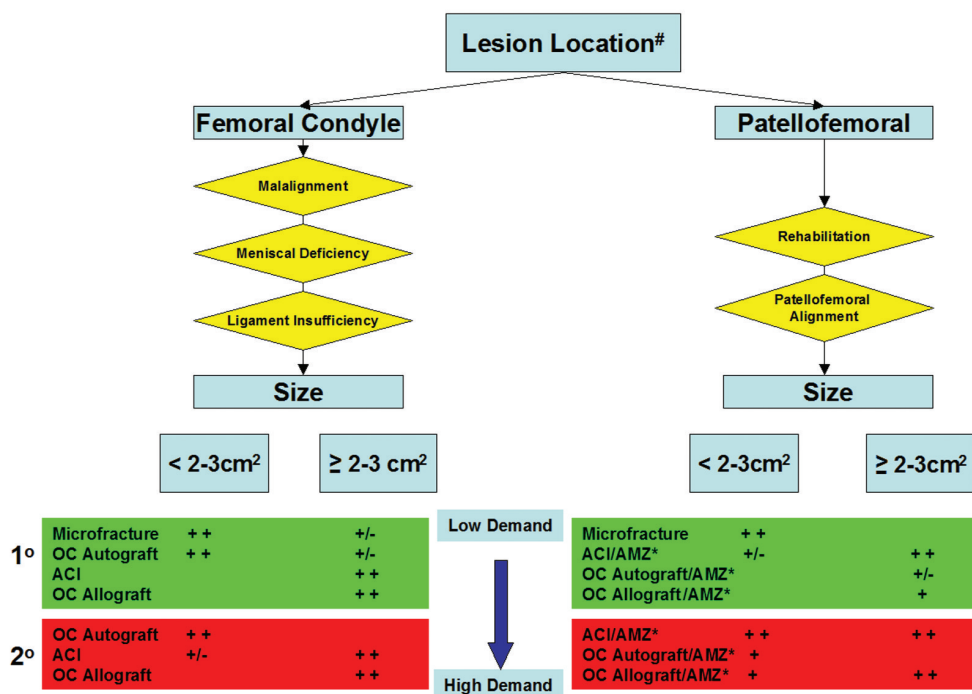 Lesion Location#
Femoral Condyle
Patellofemoral
Malalignment
Meniscal Deficiency
Ligament Insufficiency
Rehabilitation
Patellofemoral
Alignment
Size
Size
< 2-3cm²
≥ 2-3 cm²
< 2-3cm²
≥ 2-3cm²
1º
Microfracture ++ +/-
OC Autograft ++ +/-
ACI ++
OC Allograft ++
Low Demand
Microfracture ++
ACI/AMZ* +/- ++
OC Autograft/AMZ* +/-
OC Allograft/AMZ* +
2º
OC Autograft ++
ACI +/- ++
OC Allograft ++
High Demand
ACI/AMZ* ++ ++
OC Autograft/AMZ* +
OC Allograft/AMZ* + ++